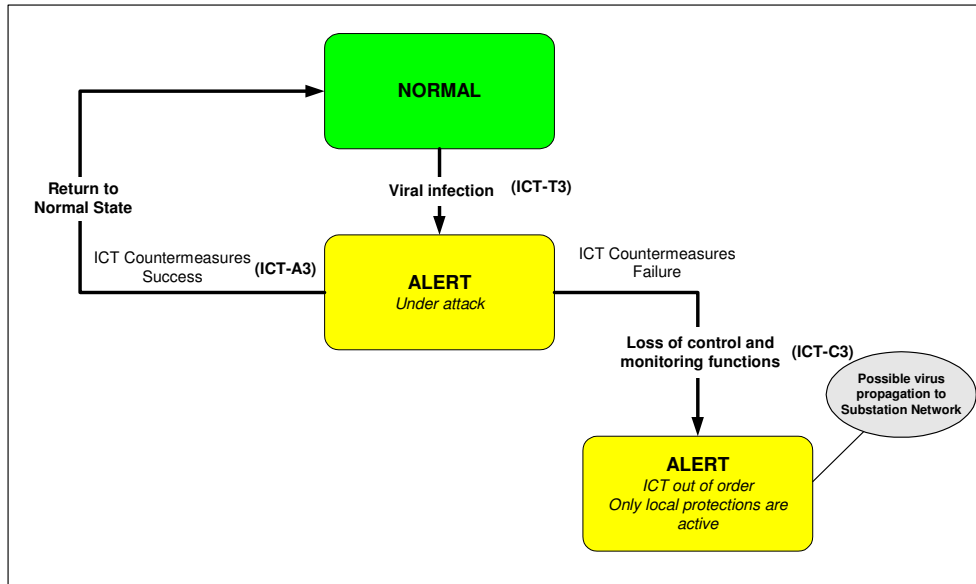 NORMAL
Viral infection
(ICT-T3)
Return to
Normal State
ICT Countermeasures
Success
(ICT-A3)
ALERT
Under attack
ICT Countermeasures
Failure
Loss of control and
monitoring functions
(ICT-C3)
Possible virus
propagation to
Substation Network
ALERT
ICT out of order
Only local protections are
active